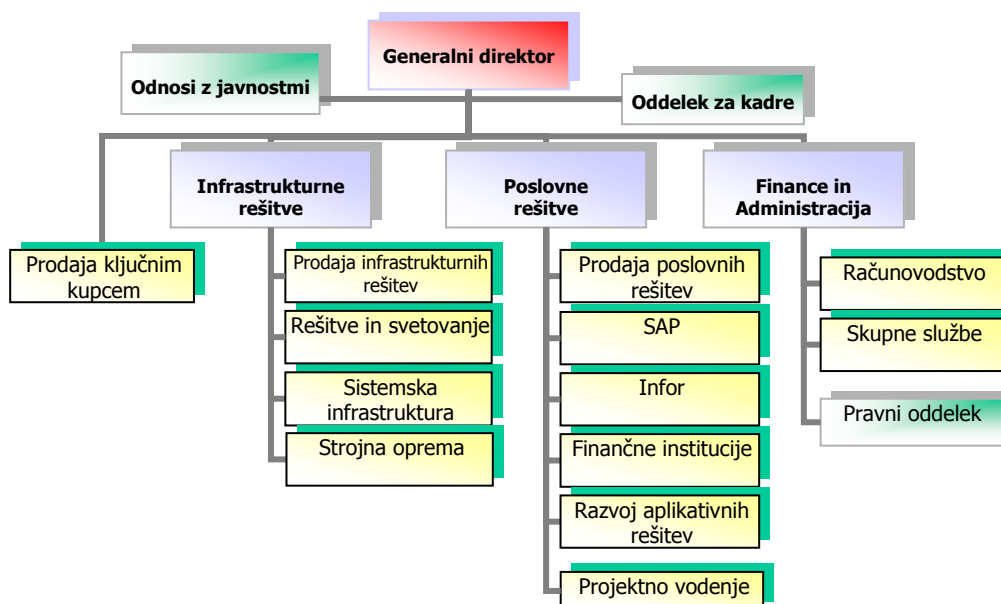 Generalni direktor
Odnosi z javnostmi
Oddelek za kadre
Infrastrukturne
rešitve
Poslovne
rešitve
Finance in
Administracija
Prodaja ključnim
kupcem
Prodaja infrastrukturnih
rešitev
Rešitve in svetovanje
Sistemska
infrastruktura
Strojna oprema
Prodaja poslovnih
rešitev
SAP
Infor
Finančne institucije
Razvoj aplikativnih
rešitev
Projektno vodenje
Računovodstvo
Skupne službe
Pravni oddelek